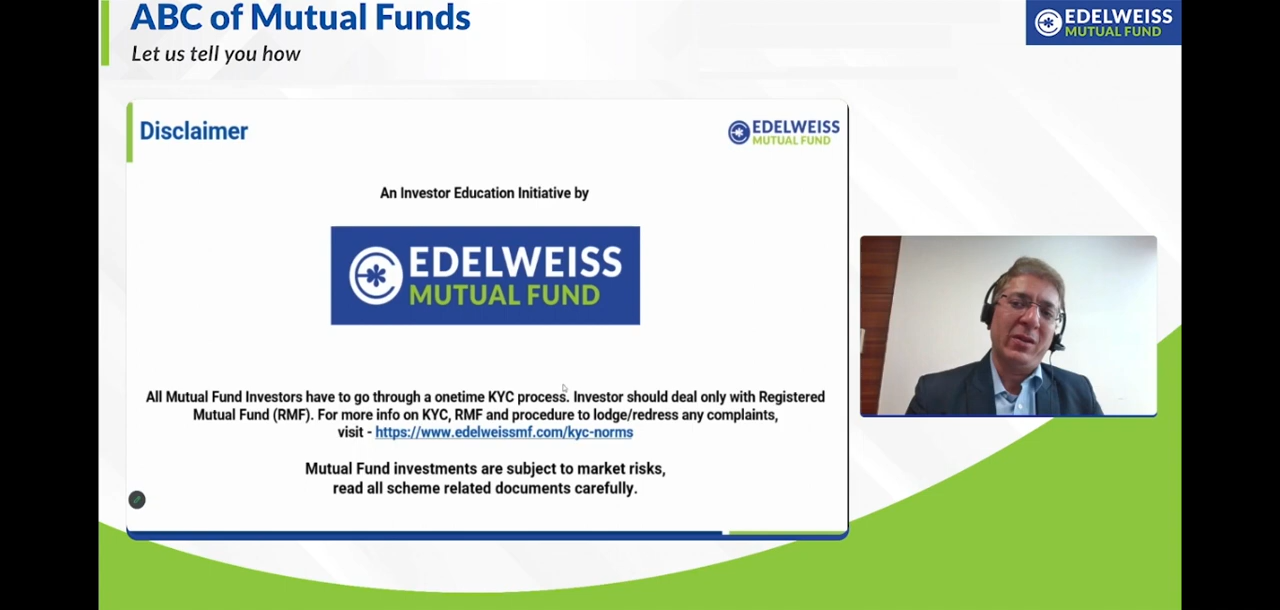 ABC of Mutual Funds
Let us tell you how
EDELWEISS
MUTUAL FUND
Disclaimer
EDELWEISS
MUTUAL FUND
An Investor Education Initiative by
EDELWEISS
MUTUAL FUND
All Mutual Fund Investors have to go through a onetime KYC process. Investor should deal only with Registered
Mutual Fund (RMF). For more info on KYC, RMF and procedure to lodge/redress any complaints,
visit - https://www.edelweissmf.com/kyc-norms
Mutual Fund investments are subject to market risks,
read all scheme related documents carefully.